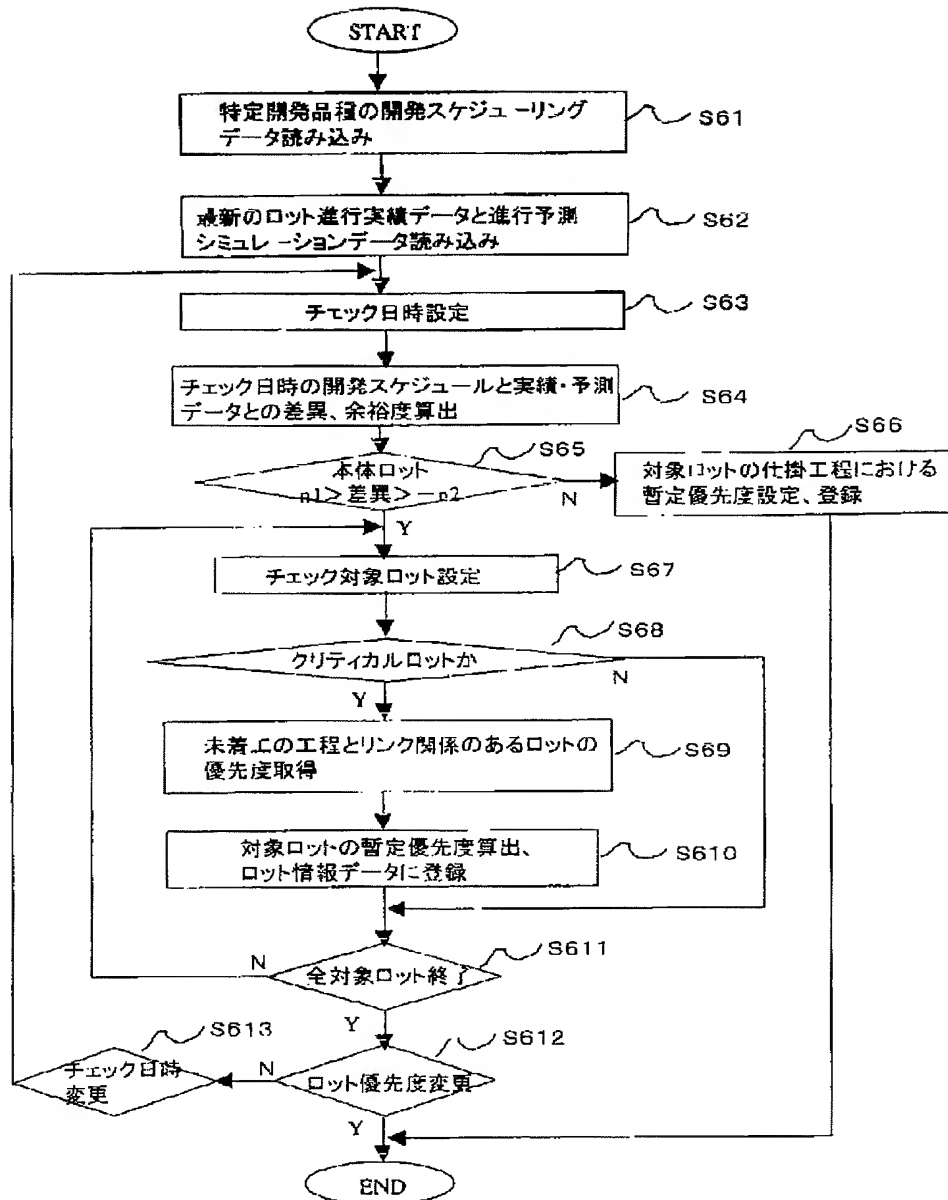 START
特定開発品種の開発スケジューリング
データ読み込み
S61
最新のロット進行実績データと進行予測
シミュレーションデータ読み込み
S62
チェック日時設定
S63
チェック日時の開発スケジュールと実績・予測
データとの差異、余裕度算出
S64
本体ロット
n1>差異>-n2
S65
N
Y
対象ロットの仕掛工程における
暫定優先度設定、登録
S66
チェック対象ロット設定
S67
クリティカルロットか
S68
N
Y
未着工の工程とリンク関係のあるロットの
優先度取得
S69
対象ロットの暫定優先度算出、
ロット情報データに登録
S610
全対象ロット終了
S611
N
Y
ロット優先度変更
S612
N
チェック日時
変更
S613
Y
END